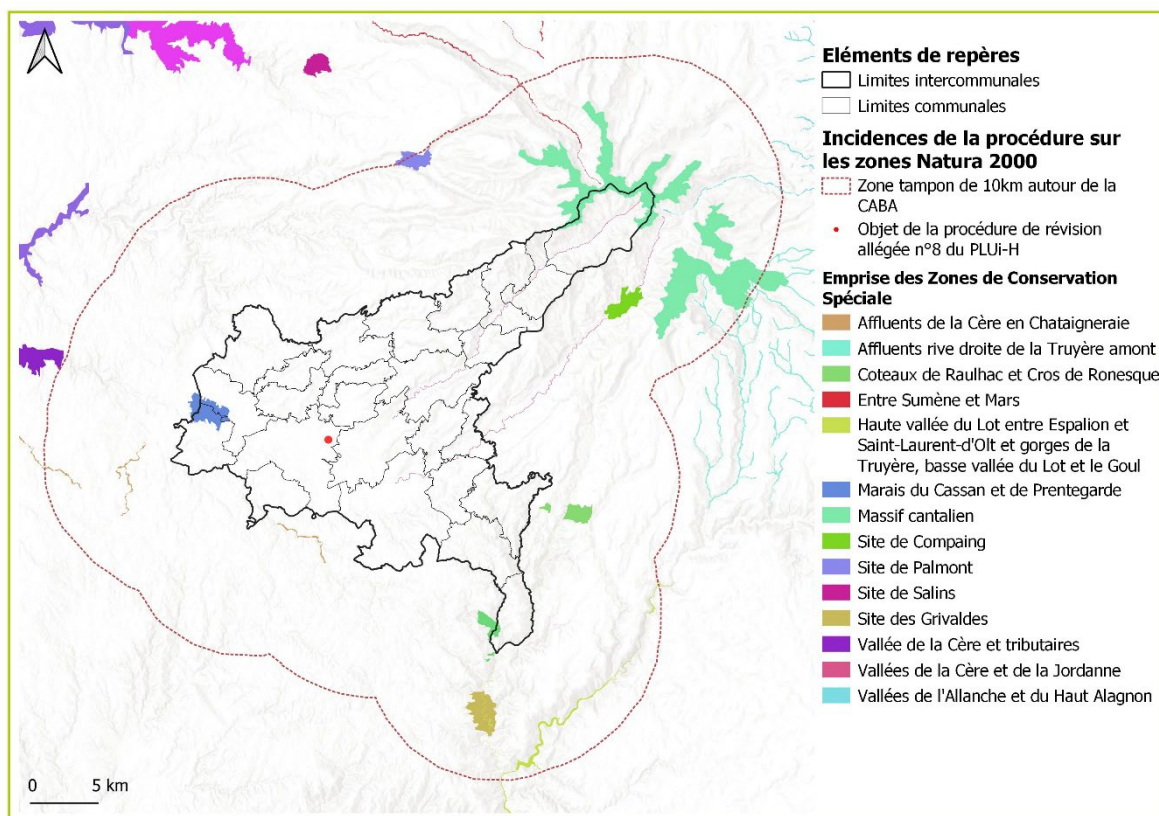 Eléments de repères
Limites intercommunales
Limites communales
Incidences de la procédure sur
les zones Natura 2000
Zone tampon de 10km autour de la
CABA
Objet de la procédure de révision
allégée n°8 du PLUi-H
Emprise des Zones de Conservation
Spéciale
Affluents de la Cère en Chataigneraie
Affluents rive droite de la Truyère amont
Coteaux de Raulhac et Cros de Ronesque
Entre Sumène et Mars
Haute vallée du Lot entre Espalion et
Saint-Laurent-d'Olt et gorges de la
Truyère, basse vallée du Lot et le Goul
Marais du Cassan et de Prentegarde
Massif cantalien
Site de Compaing
Site de Palmont
Site de Salins
Site des Grivaldes
Vallée de la Cère et tributaires
Vallées de la Cère et de la Jordanne
Vallées de l'Allanche et du Haut Alagnon
0 5 km